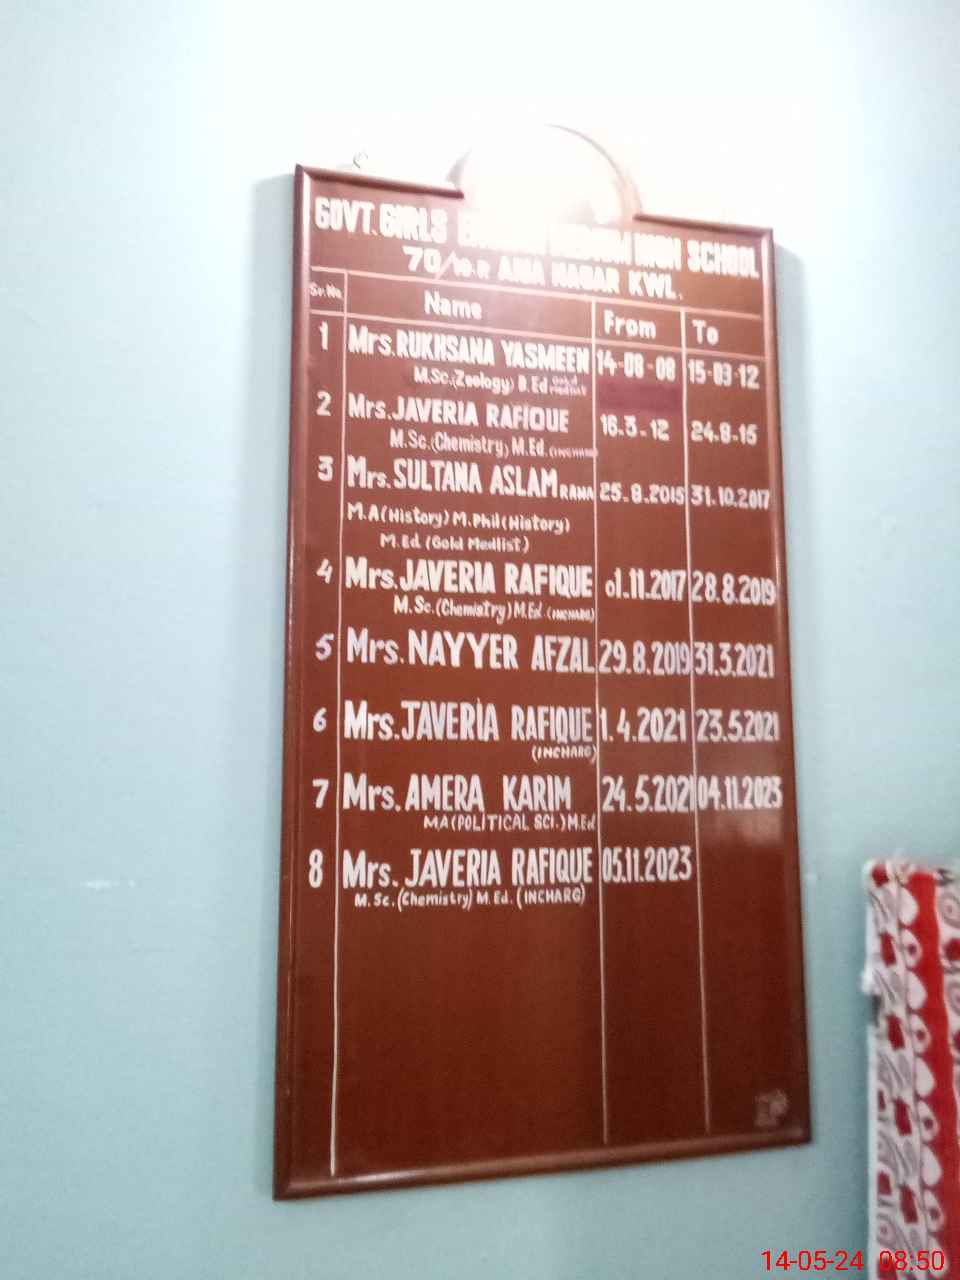 GOVT. GIRLS HIGH SCHOOL
70/10.R NAGAR KWL.
Sr.No. Name From To
1 Mrs. RUKHSANA YASMEEN 14-08-08 15-03-12
M.Sc.(Zoology) B.Ed Gold Medlist
2 Mrs. JAVERIA RAFIQUE 16.3-12 24.8-15
M.Sc.(Chemistry) M.Ed. (INCHARG)
3 Mrs. SULTANA ASLAM RANA 25.8.2015 31.10.2017
M.A(History) M.Phil(History)
M.Ed.(Gold Medlist)
4 Mrs. JAVERIA RAFIQUE 01.11.2017 28.8.2019
M.Sc.(Chemistry) M.Ed. (INCHARG)
5 Mrs. NAYYER AFZAL 29.8.2019 31.3.2021
6 Mrs. JAVERIA RAFIQUE 1.4.2021 23.5.2021
(INCHARG)
7 Mrs. AMERA KARIM 24.5.2021 04.11.2023
MA(POLITICAL SCI.) M.Ed
8 Mrs. JAVERIA RAFIQUE 05.11.2023
M.Sc.(Chemistry) M.Ed. (INCHARG)
14-05-24 08:50